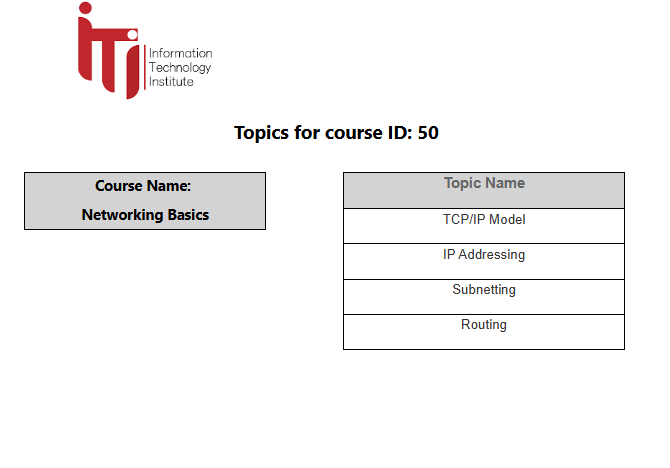 iTi
Information
Technology
Institute
Topics for course ID: 50
Course Name:
Networking Basics
Topic Name
TCP/IP Model
IP Addressing
Subnetting
Routing